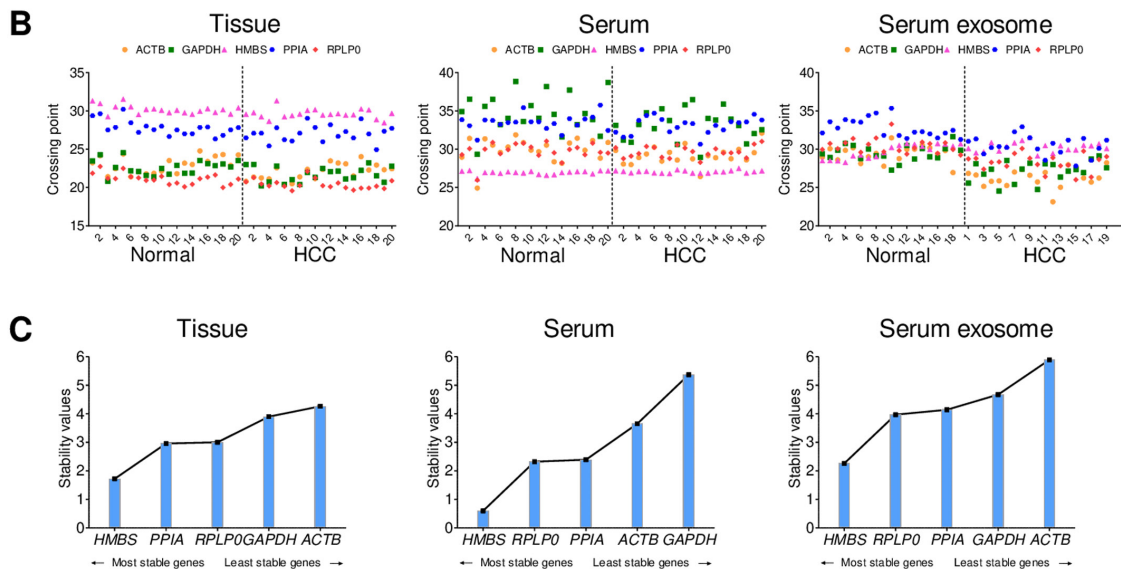 B
Tissue
ACTB GAPDH HMBS PPIA RPLP0
Crossing point
35
30
25
20
15
2 4 6 8 10 12 14 16 18 20 2 4 6 8 10 12 14 16 18 20
Normal HCC
Serum
ACTB GAPDH HMBS PPIA RPLP0
Crossing point
40
35
30
25
20
2 4 6 8 10 12 14 16 18 20 2 4 6 8 10 12 14 16 18 20
Normal HCC
Serum exosome
ACTB GAPDH HMBS PPIA RPLP0
Crossing point
40
35
30
25
20
2 4 6 8 10 12 14 16 18 1 3 5 7 9 11 13 15 17 19
Normal HCC
C
Tissue
Stability values
6
5
4
3
2
1
0
HMBS PPIA RPLP0 GAPDH ACTB
← Most stable genes Least stable genes →
Serum
Stability values
6
5
4
3
2
1
0
HMBS RPLP0 PPIA ACTB GAPDH
← Most stable genes Least stable genes →
Serum exosome
Stability values
6
5
4
3
2
1
0
HMBS RPLP0 PPIA GAPDH ACTB
← Most stable genes Least stable genes →